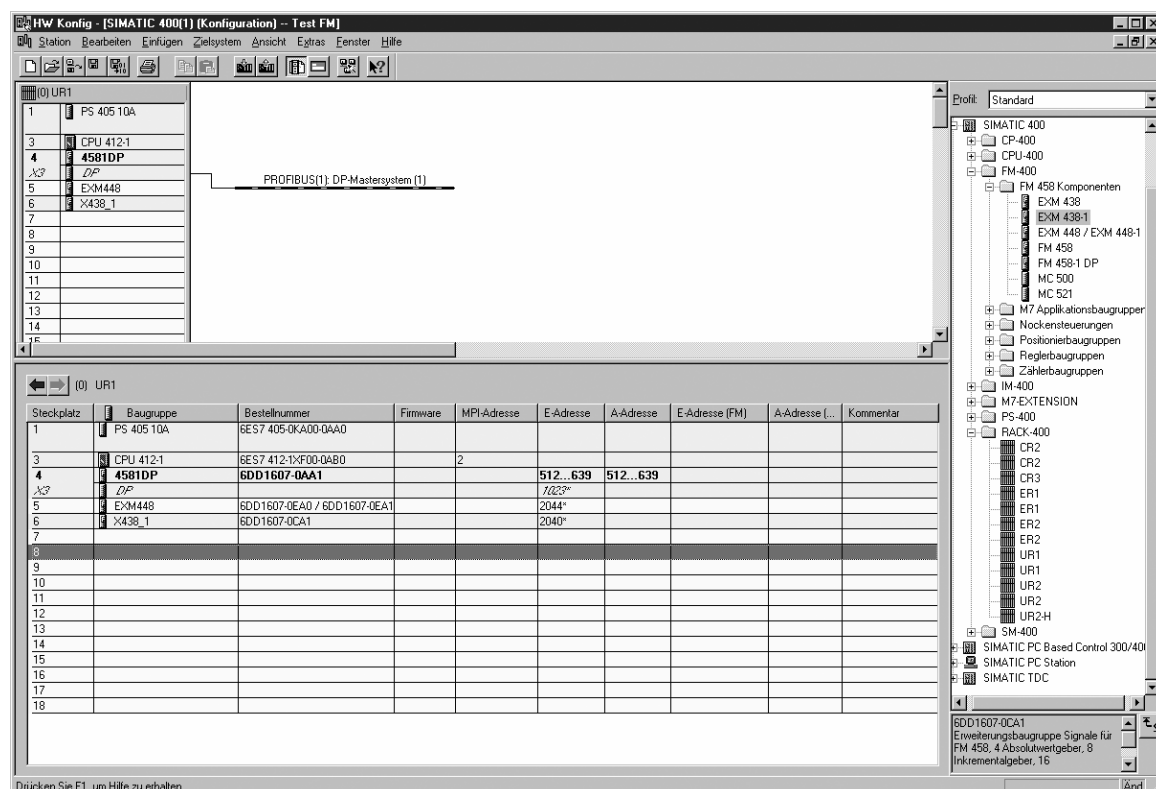 HW Konfig - [SIMATIC 400(1) (Konfiguration) -- Test FM]
Station Bearbeiten Einfügen Zielsystem Ansicht Extras Fenster Hilfe
(0) UR1
1 PS 405 10A
3 CPU 412-1
4 4581DP
X3 DP
5 EXM448
6 X438_1
7
8
9
10
11
12
13
14
15
PROFIBUS(1): DP-Mastersystem (1)
(0) UR1
Steckplatz Baugruppe Bestellnummer Firmware MPI-Adresse E-Adresse A-Adresse E-Adresse (FM) A-Adresse (... Kommentar
1 PS 405 10A 6ES7 405-0KA00-0AA0
3 CPU 412-1 6ES7 412-1XF00-0AB0 2
4 4581DP 6DD1607-0AA1 512...639 512...639
X3 DP 1023*
5 EXM448 6DD1607-0EA0 / 6DD1607-0EA1 2044*
6 X438_1 6DD1607-0CA1 2040*
7
8
9
10
11
12
13
14
15
16
17
18
Profil: Standard
SIMATIC 400
CP-400
CPU-400
FM-400
FM 458 Komponenten
EXM 438
EXM 438-1
EXM 448 / EXM 448-1
FM 458
FM 458-1 DP
MC 500
MC 521
M7 Applikationsbaugruppen
Nockensteuerungen
Positionierbaugruppen
Reglerbaugruppen
Zählerbaugruppen
IM-400
M7-EXTENSION
PS-400
RACK-400
CR2
CR2
CR3
ER1
ER1
ER2
ER2
UR1
UR1
UR2
UR2
UR2-H
SM-400
SIMATIC PC Based Control 300/400
SIMATIC PC Station
SIMATIC TDC
6DD1607-0CA1
Erweiterungsbaugruppe Signale für
FM 458, 4 Absolutwertgeber, 8
Inkrementalgeber, 16
Drücken Sie F1, um Hilfe zu erhalten.
Änd